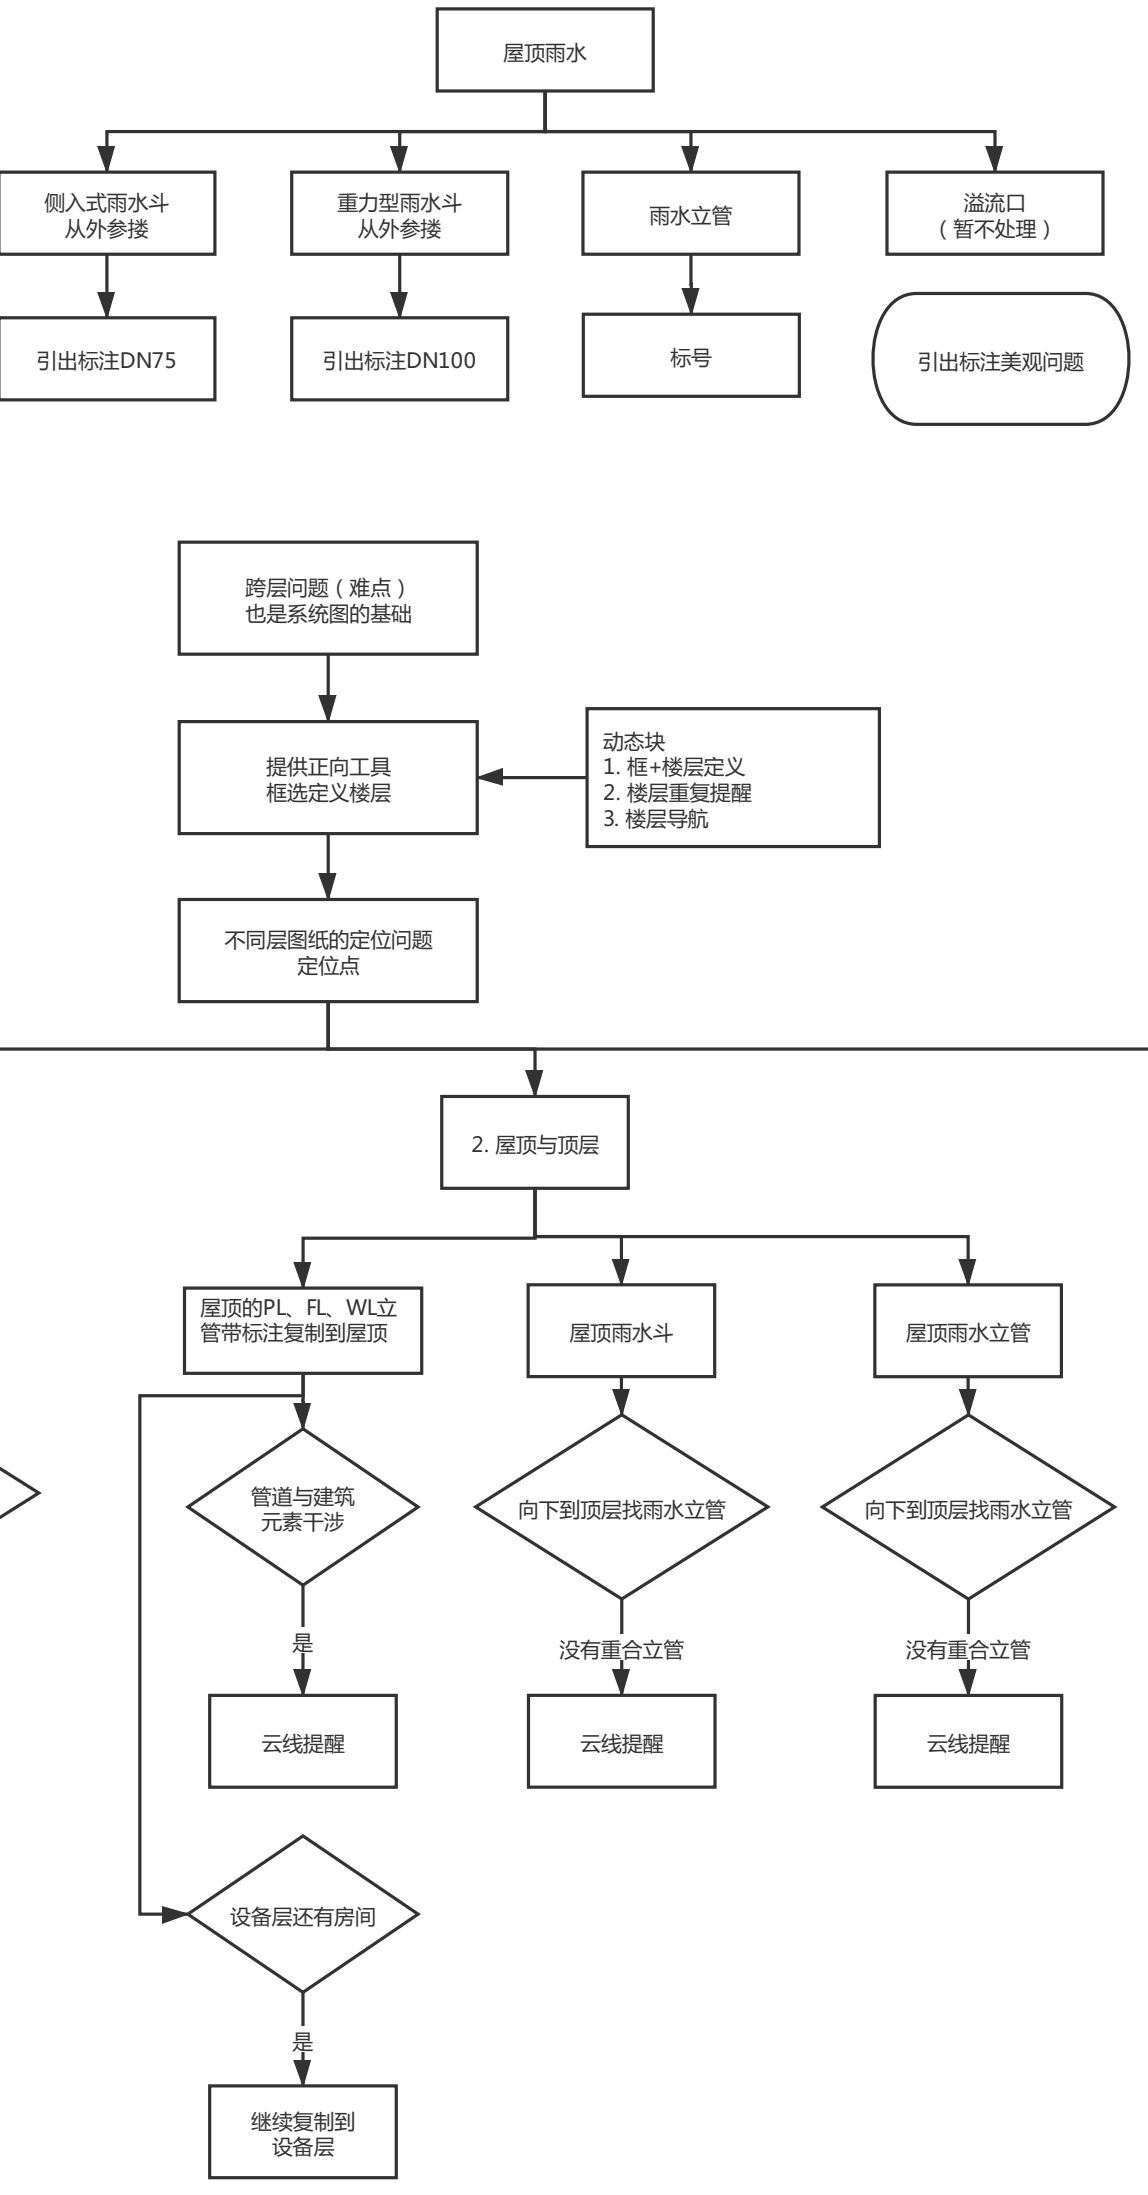 屋顶雨水
侧入式雨水斗
从外参搂
重力型雨水斗
从外参搂
雨水立管
溢流口
（暂不处理）
引出标注DN75
引出标注DN100
标号
引出标注美观问题
跨层问题（难点）
也是系统图的基础
提供正向工具
框选定义楼层
动态块
1. 框+楼层定义
2. 楼层重复提醒
3. 楼层导航
不同层图纸的定位问题
定位点
2. 屋顶与顶层
屋顶的PL、FL、WL立
管带标注复制到屋顶
屋顶雨水斗
屋顶雨水立管
管道与建筑
元素干涉
向下到顶层找雨水立管
向下到顶层找雨水立管
是
没有重合立管
没有重合立管
云线提醒
云线提醒
云线提醒
设备层还有房间
是
继续复制到
设备层